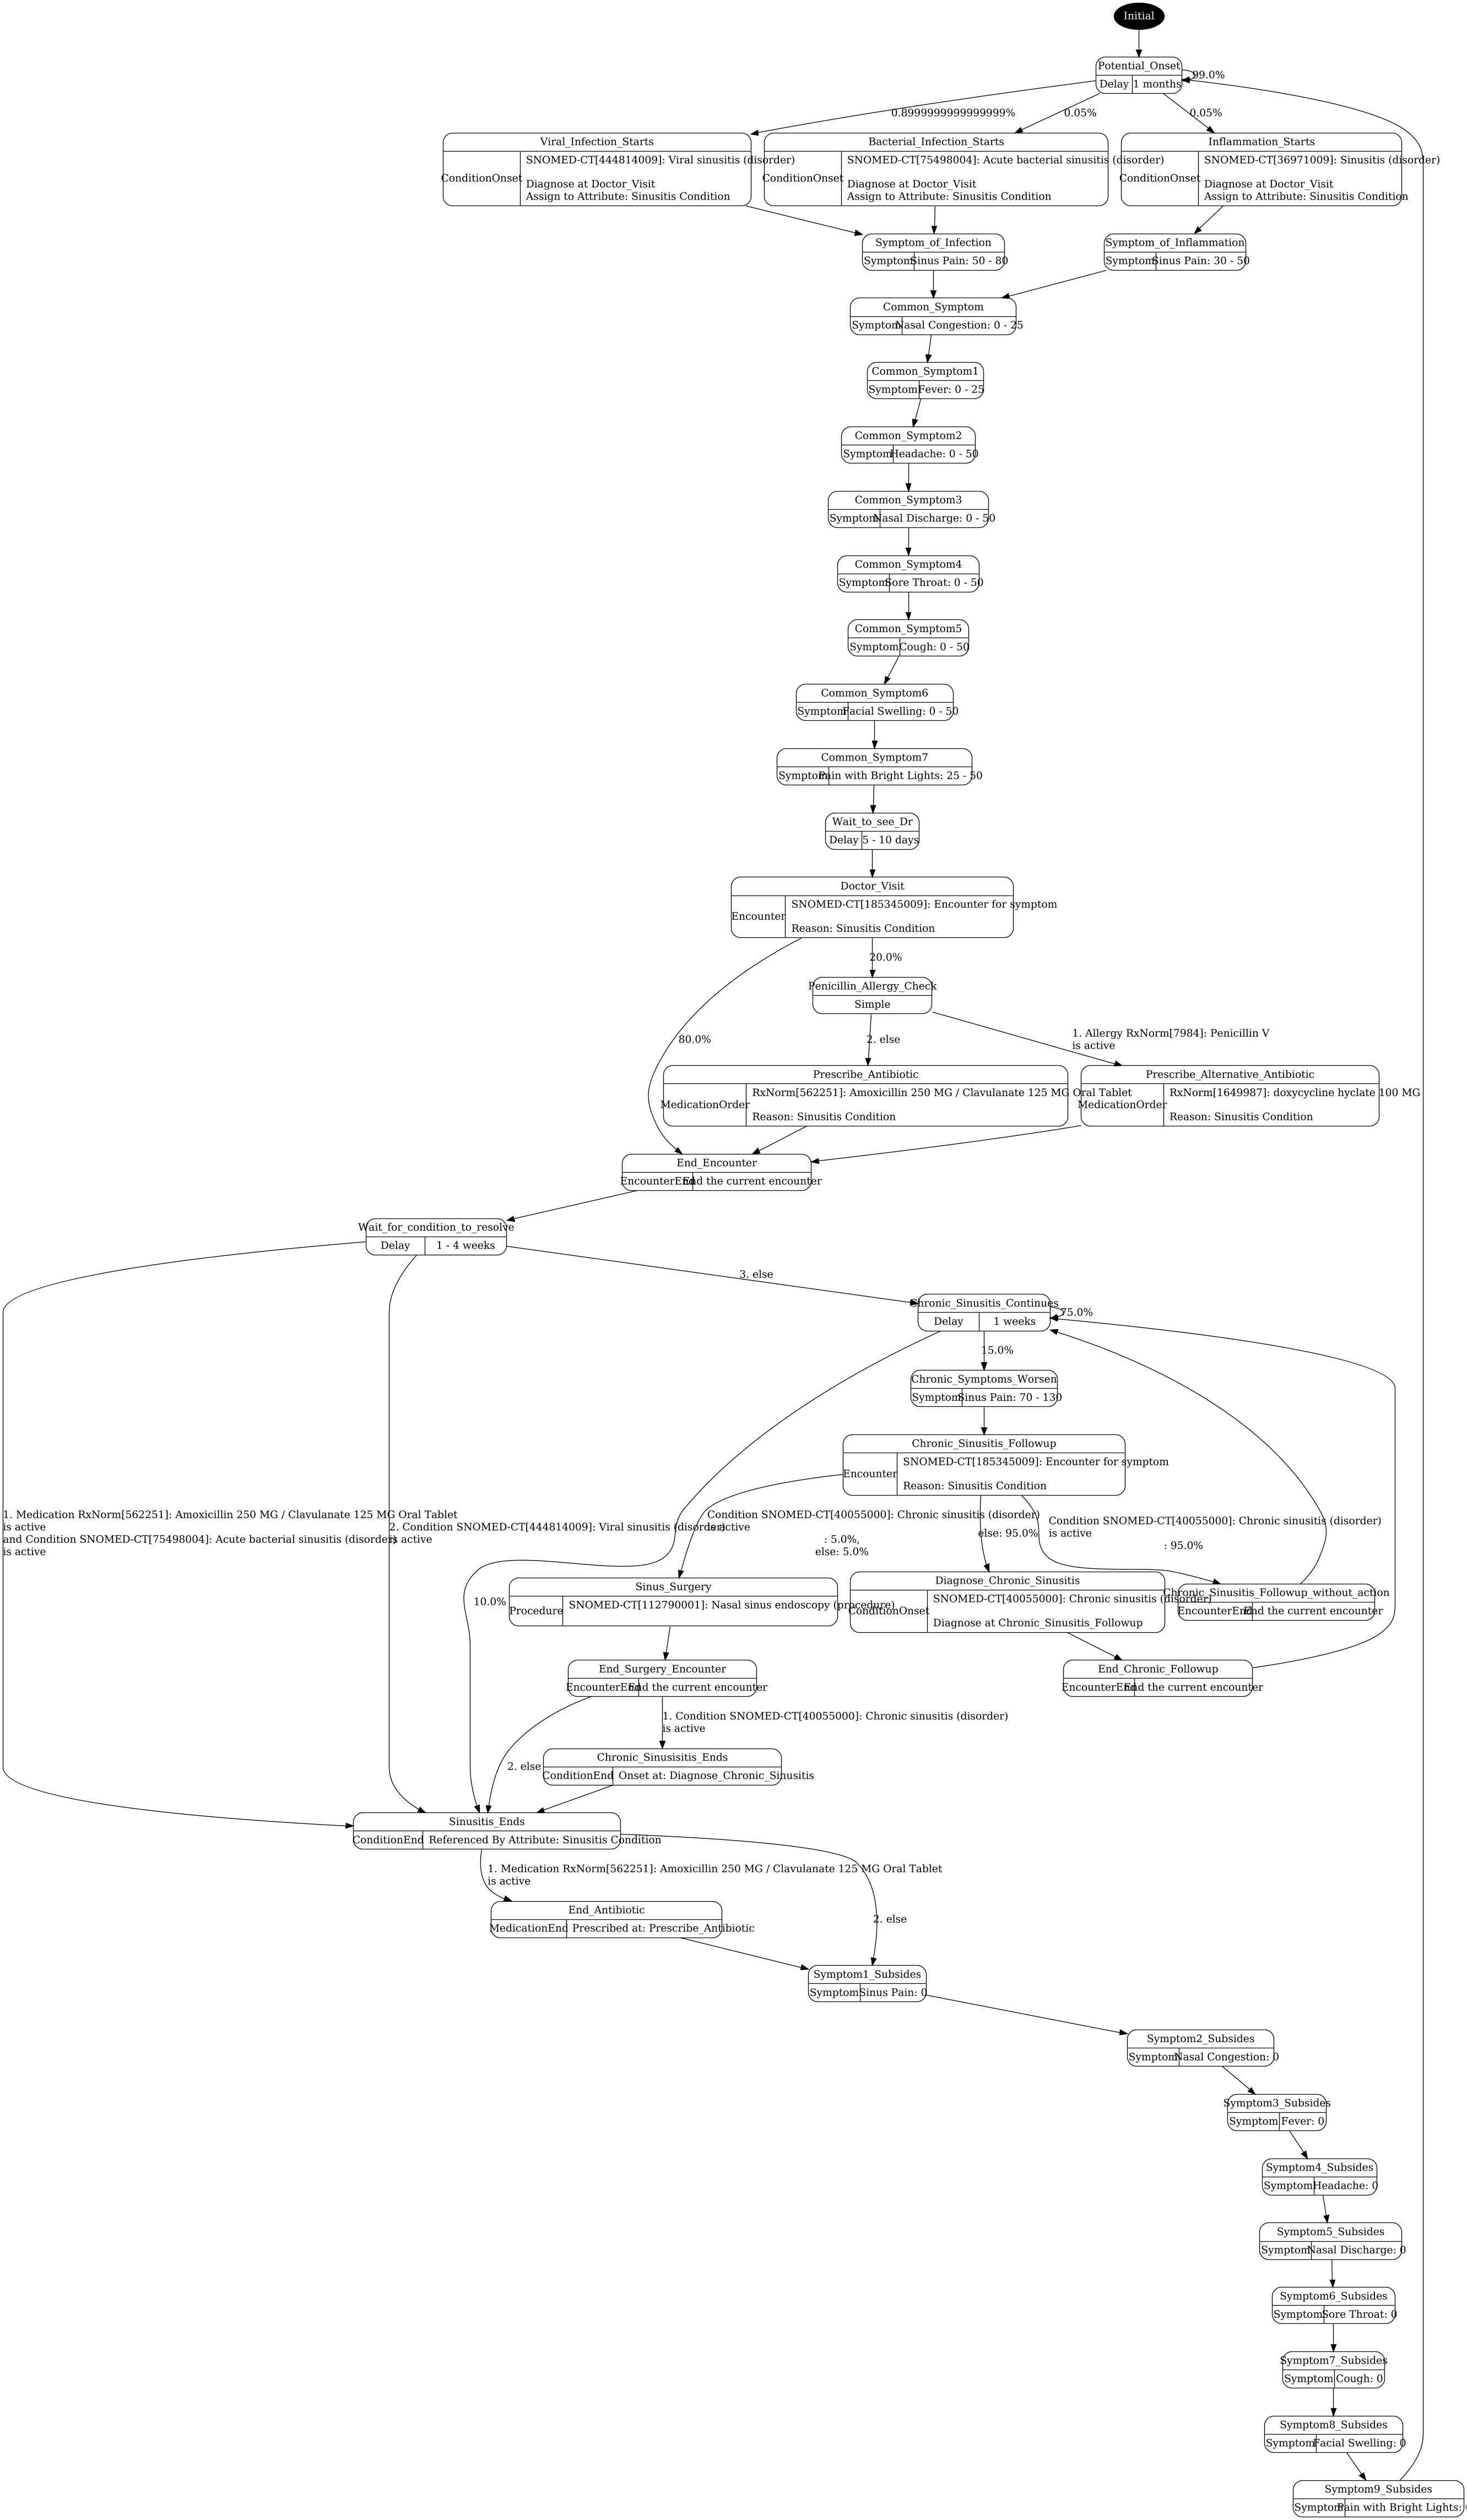 Initial
Potential_Onset
Delay 1 months
99.0%
0.8999999999999999%
0.05%
0.05%
Viral_Infection_Starts
ConditionOnset
SNOMED-CT[444814009]: Viral sinusitis (disorder)
Diagnose at Doctor_Visit
Assign to Attribute: Sinusitis Condition
Bacterial_Infection_Starts
ConditionOnset
SNOMED-CT[75498004]: Acute bacterial sinusitis (disorder)
Diagnose at Doctor_Visit
Assign to Attribute: Sinusitis Condition
Inflammation_Starts
ConditionOnset
SNOMED-CT[36971009]: Sinusitis (disorder)
Diagnose at Doctor_Visit
Assign to Attribute: Sinusitis Condition
Symptom_of_Infection
Symptom Sinus Pain: 50 - 80
Symptom_of_Inflammation
Symptom Sinus Pain: 30 - 50
Common_Symptom
Symptom Nasal Congestion: 0 - 25
Common_Symptom1
Symptom Fever: 0 - 25
Common_Symptom2
Symptom Headache: 0 - 50
Common_Symptom3
Symptom Nasal Discharge: 0 - 50
Common_Symptom4
Symptom Sore Throat: 0 - 50
Common_Symptom5
Symptom Cough: 0 - 50
Common_Symptom6
Symptom Facial Swelling: 0 - 50
Common_Symptom7
Symptom Pain with Bright Lights: 25 - 50
Wait_to_see_Dr
Delay 5 - 10 days
Doctor_Visit
Encounter
SNOMED-CT[185345009]: Encounter for symptom
Reason: Sinusitis Condition
20.0%
80.0%
Penicillin_Allergy_Check
Simple
2. else
1. Allergy RxNorm[7984]: Penicillin V
is active
Prescribe_Antibiotic
MedicationOrder
RxNorm[562251]: Amoxicillin 250 MG / Clavulanate 125 MG Oral Tablet
Reason: Sinusitis Condition
Prescribe_Alternative_Antibiotic
MedicationOrder
RxNorm[1649987]: doxycycline hyclate 100 MG
Reason: Sinusitis Condition
End_Encounter
EncounterEnd End the current encounter
Wait_for_condition_to_resolve
Delay 1 - 4 weeks
3. else
Chronic_Sinusitis_Continues
Delay 1 weeks
75.0%
15.0%
Chronic_Symptoms_Worsen
Symptom Sinus Pain: 70 - 130
Chronic_Sinusitis_Followup
Encounter
SNOMED-CT[185345009]: Encounter for symptom
Reason: Sinusitis Condition
1. Medication RxNorm[562251]: Amoxicillin 250 MG / Clavulanate 125 MG Oral Tablet
is active
and Condition SNOMED-CT[75498004]: Acute bacterial sinusitis (disorder)
is active
2. Condition SNOMED-CT[444814009]: Viral sinusitis (disorder)
is active
Condition SNOMED-CT[40055000]: Chronic sinusitis (disorder)
is active
: 5.0%,
else: 5.0%
else: 95.0%
Condition SNOMED-CT[40055000]: Chronic sinusitis (disorder)
is active
: 95.0%
10.0%
Sinus_Surgery
Procedure
SNOMED-CT[112790001]: Nasal sinus endoscopy (procedure)
Diagnose_Chronic_Sinusitis
ConditionOnset
SNOMED-CT[40055000]: Chronic sinusitis (disorder)
Diagnose at Chronic_Sinusitis_Followup
Chronic_Sinusitis_Followup_without_action
EncounterEnd End the current encounter
End_Surgery_Encounter
EncounterEnd End the current encounter
End_Chronic_Followup
EncounterEnd End the current encounter
1. Condition SNOMED-CT[40055000]: Chronic sinusitis (disorder)
is active
2. else
Chronic_Sinusisitis_Ends
ConditionEnd Onset at: Diagnose_Chronic_Sinusitis
Sinusitis_Ends
ConditionEnd Referenced By Attribute: Sinusitis Condition
1. Medication RxNorm[562251]: Amoxicillin 250 MG / Clavulanate 125 MG Oral Tablet
is active
2. else
End_Antibiotic
MedicationEnd Prescribed at: Prescribe_Antibiotic
Symptom1_Subsides
Symptom Sinus Pain: 0
Symptom2_Subsides
Symptom Nasal Congestion: 0
Symptom3_Subsides
Symptom Fever: 0
Symptom4_Subsides
Symptom Headache: 0
Symptom5_Subsides
Symptom Nasal Discharge: 0
Symptom6_Subsides
Symptom Sore Throat: 0
Symptom7_Subsides
Symptom Cough: 0
Symptom8_Subsides
Symptom Facial Swelling: 0
Symptom9_Subsides
Symptom Pain with Bright Lights: